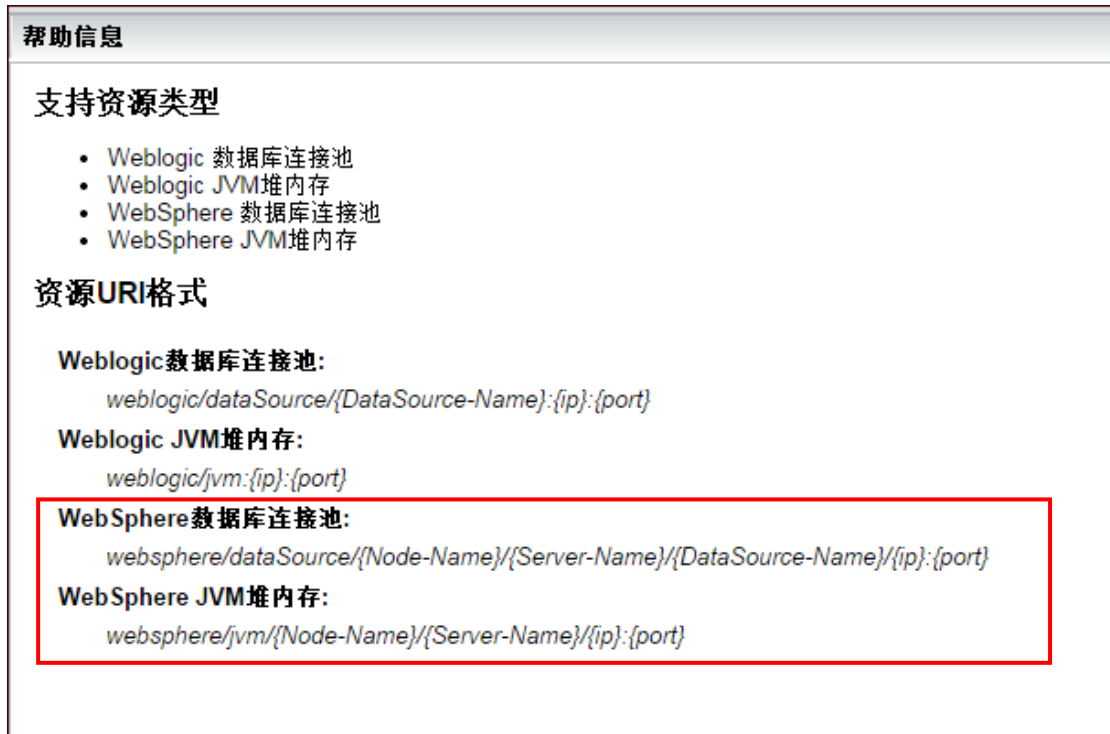 帮助信息
支持资源类型
• Weblogic 数据库连接池
• Weblogic JVM堆内存
• WebSphere 数据库连接池
• WebSphere JVM堆内存
资源URI格式
Weblogic数据库连接池:
weblogic/dataSource/{DataSource-Name}:{ip}:{port}
Weblogic JVM堆内存:
weblogic/jvm:{ip}:{port}
WebSphere数据库连接池:
websphere/dataSource/{Node-Name}/{Server-Name}/{DataSource-Name}/{ip}:{port}
WebSphere JVM堆内存:
websphere/jvm/{Node-Name}/{Server-Name}/{ip}:{port}